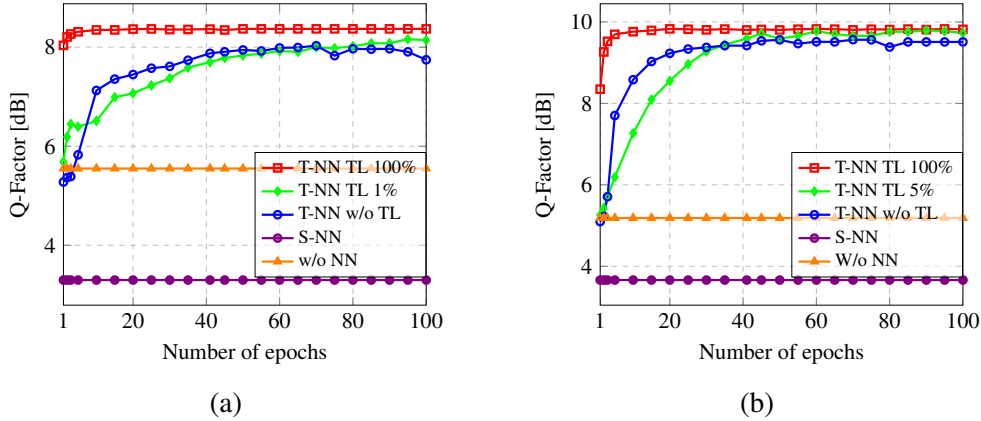 8
6
4
Q-Factor [dB]
T-NN TL 100%
T-NN TL 1%
T-NN w/o TL
S-NN
w/o NN
1 20 40 60 80 100
Number of epochs
(a)
10
8
6
4
Q-Factor [dB]
T-NN TL 100%
T-NN TL 5%
T-NN w/o TL
S-NN
W/o NN
1 20 40 60 80 100
Number of epochs
(b)